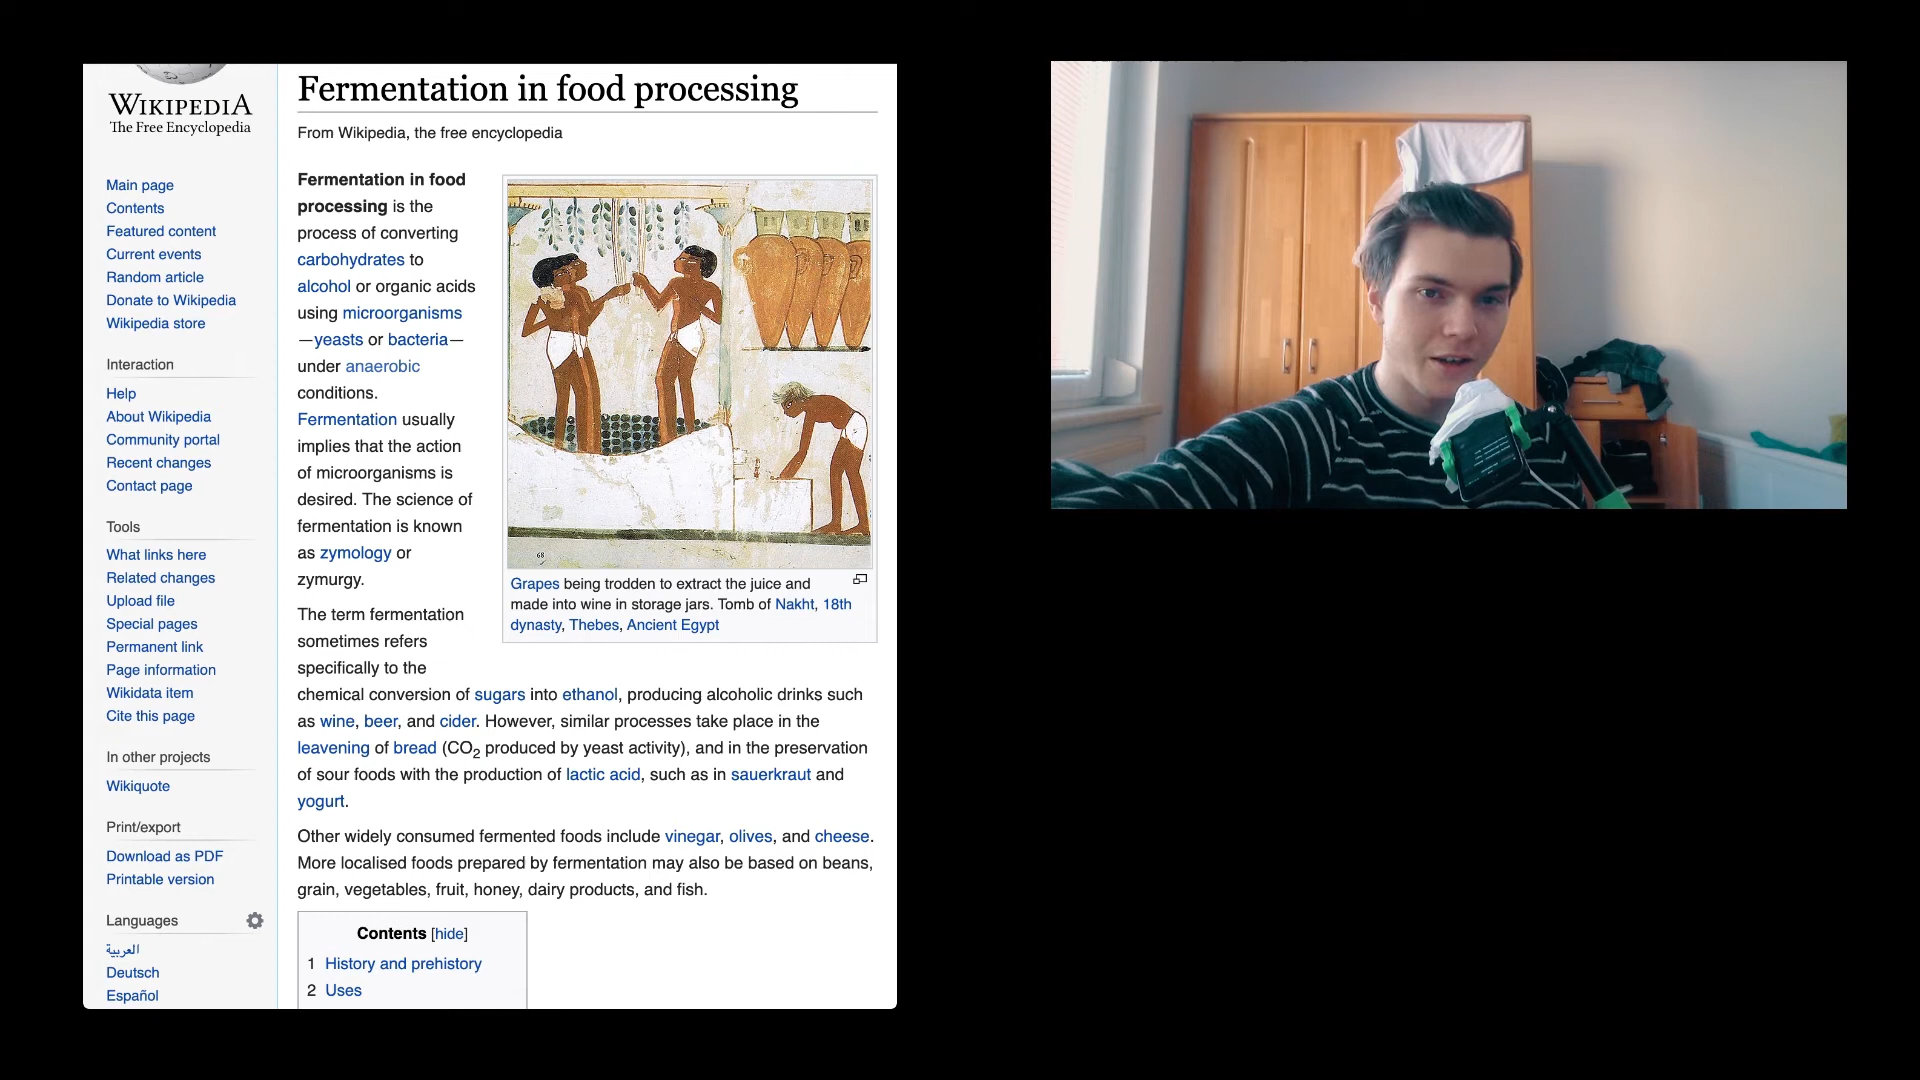 WIKIPEDIA
The Free Encyclopedia
Main page
Contents
Featured content
Current events
Random article
Donate to Wikipedia
Wikipedia store
Interaction
Help
About Wikipedia
Community portal
Recent changes
Contact page
Tools
What links here
Related changes
Upload file
Special pages
Permanent link
Page information
Wikidata item
Cite this page
In other projects
Wikiquote
Print/export
Download as PDF
Printable version
Languages
العربية
Deutsch
Español
Fermentation in food processing
From Wikipedia, the free encyclopedia
Fermentation in food
processing is the
process of converting
carbohydrates to
alcohol or organic acids
using microorganisms
—yeasts or bacteria—
under anaerobic
conditions.
Fermentation usually
implies that the action
of microorganisms is
desired. The science of
fermentation is known
as zymology or
zymurgy.
68
Grapes being trodden to extract the juice and
made into wine in storage jars. Tomb of Nakht, 18th
dynasty, Thebes, Ancient Egypt
The term fermentation
sometimes refers
specifically to the
chemical conversion of sugars into ethanol, producing alcoholic drinks such
as wine, beer, and cider. However, similar processes take place in the
leavening of bread (CO2 produced by yeast activity), and in the preservation
of sour foods with the production of lactic acid, such as in sauerkraut and
yogurt.
Other widely consumed fermented foods include vinegar, olives, and cheese.
More localised foods prepared by fermentation may also be based on beans,
grain, vegetables, fruit, honey, dairy products, and fish.
Contents [hide]
1 History and prehistory
2 Uses